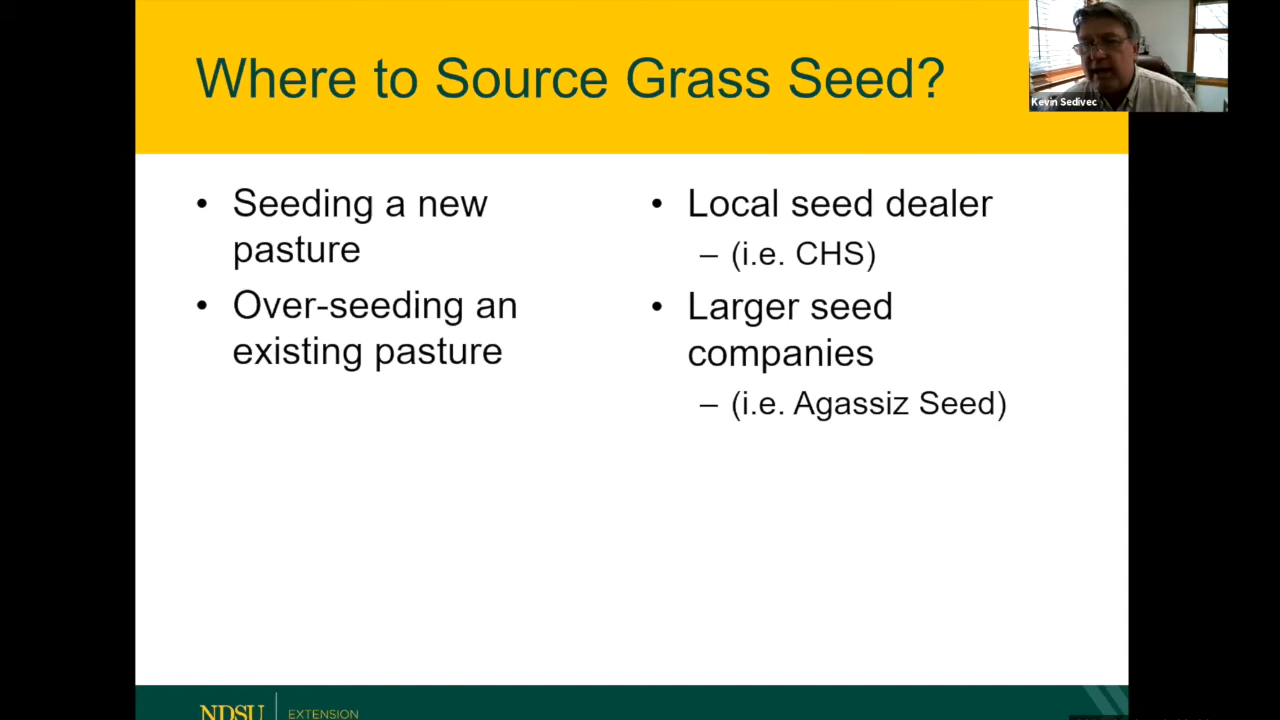 Where to Source Grass Seed?
Kevin Sedivec
• Seeding a new
pasture
• Over-seeding an
existing pasture
• Local seed dealer
– (i.e. CHS)
• Larger seed
companies
– (i.e. Agassiz Seed)
NDSU EXTENSION